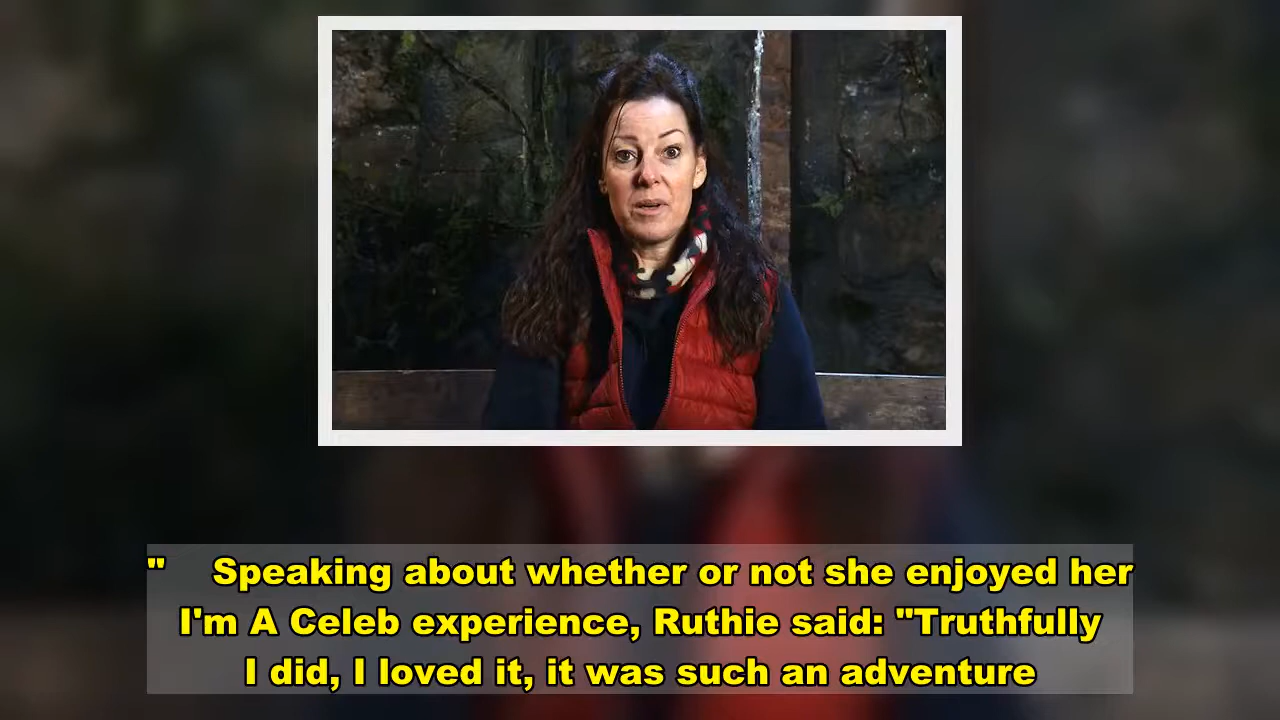 " Speaking about whether or not she enjoyed her
I'm A Celeb experience, Ruthie said: "Truthfully
I did, I loved it, it was such an adventure